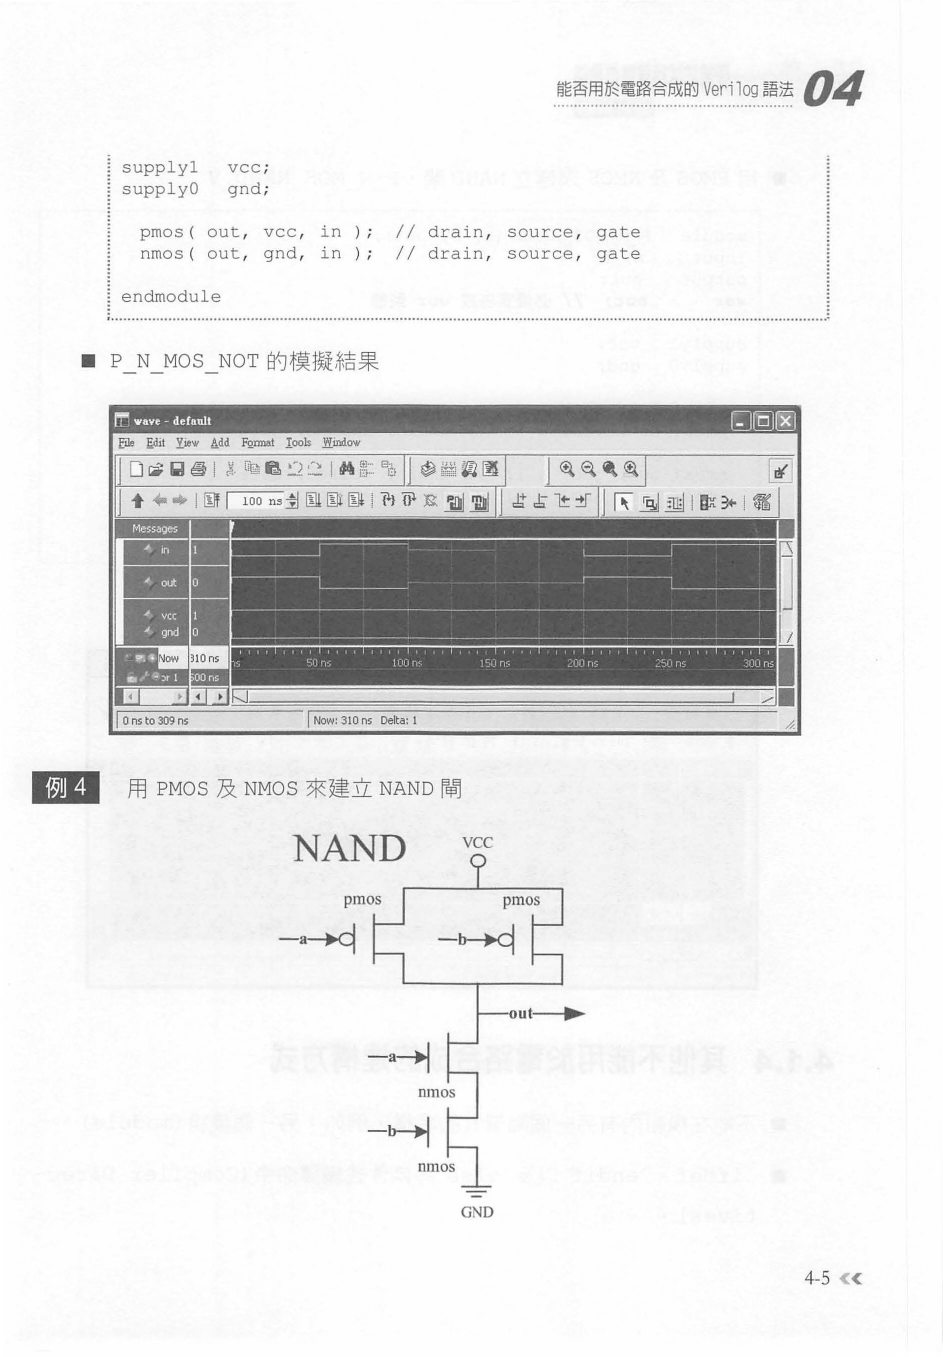 能否用於電路合成的 Verilog 語法 04
supply1 vcc;
supply0 gnd;
pmos( out, vcc, in ); // drain, source, gate
nmos( out, gnd, in ); // drain, source, gate
endmodule
■ P_N_MOS_NOT 的模擬結果
wave - default
File Edit View Add Format Tools Window
100 ns
Messages
in 1
out 0
vcc 1
gnd 0
Now 310 ns
ns 50 ns 100 ns 150 ns 200 ns 250 ns 300 ns
or 1 500 ns
0 ns to 309 ns Now: 310 ns Delta: 1
例 4 用 PMOS 及 NMOS 來建立 NAND 閘
NAND
VCC
pmos pmos
a b
out
a
nmos
b
nmos
GND
4-5